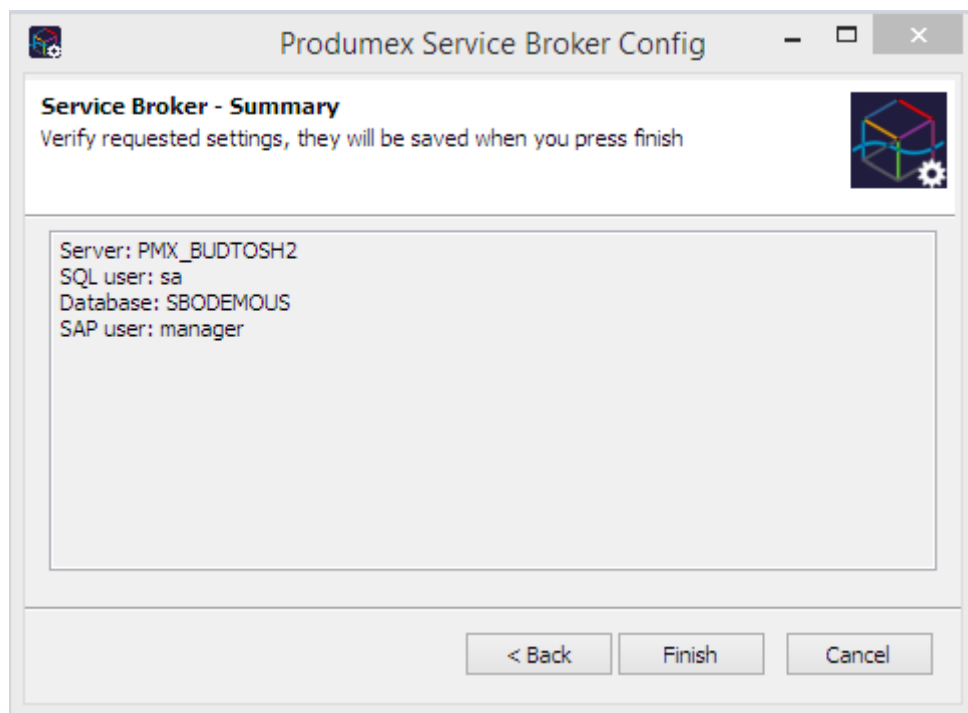 Produmex Service Broker Config
Service Broker - Summary
Verify requested settings, they will be saved when you press finish
Server: PMX_BUDTOSH2
SQL user: sa
Database: SBODEMOUS
SAP user: manager
< Back
Finish
Cancel